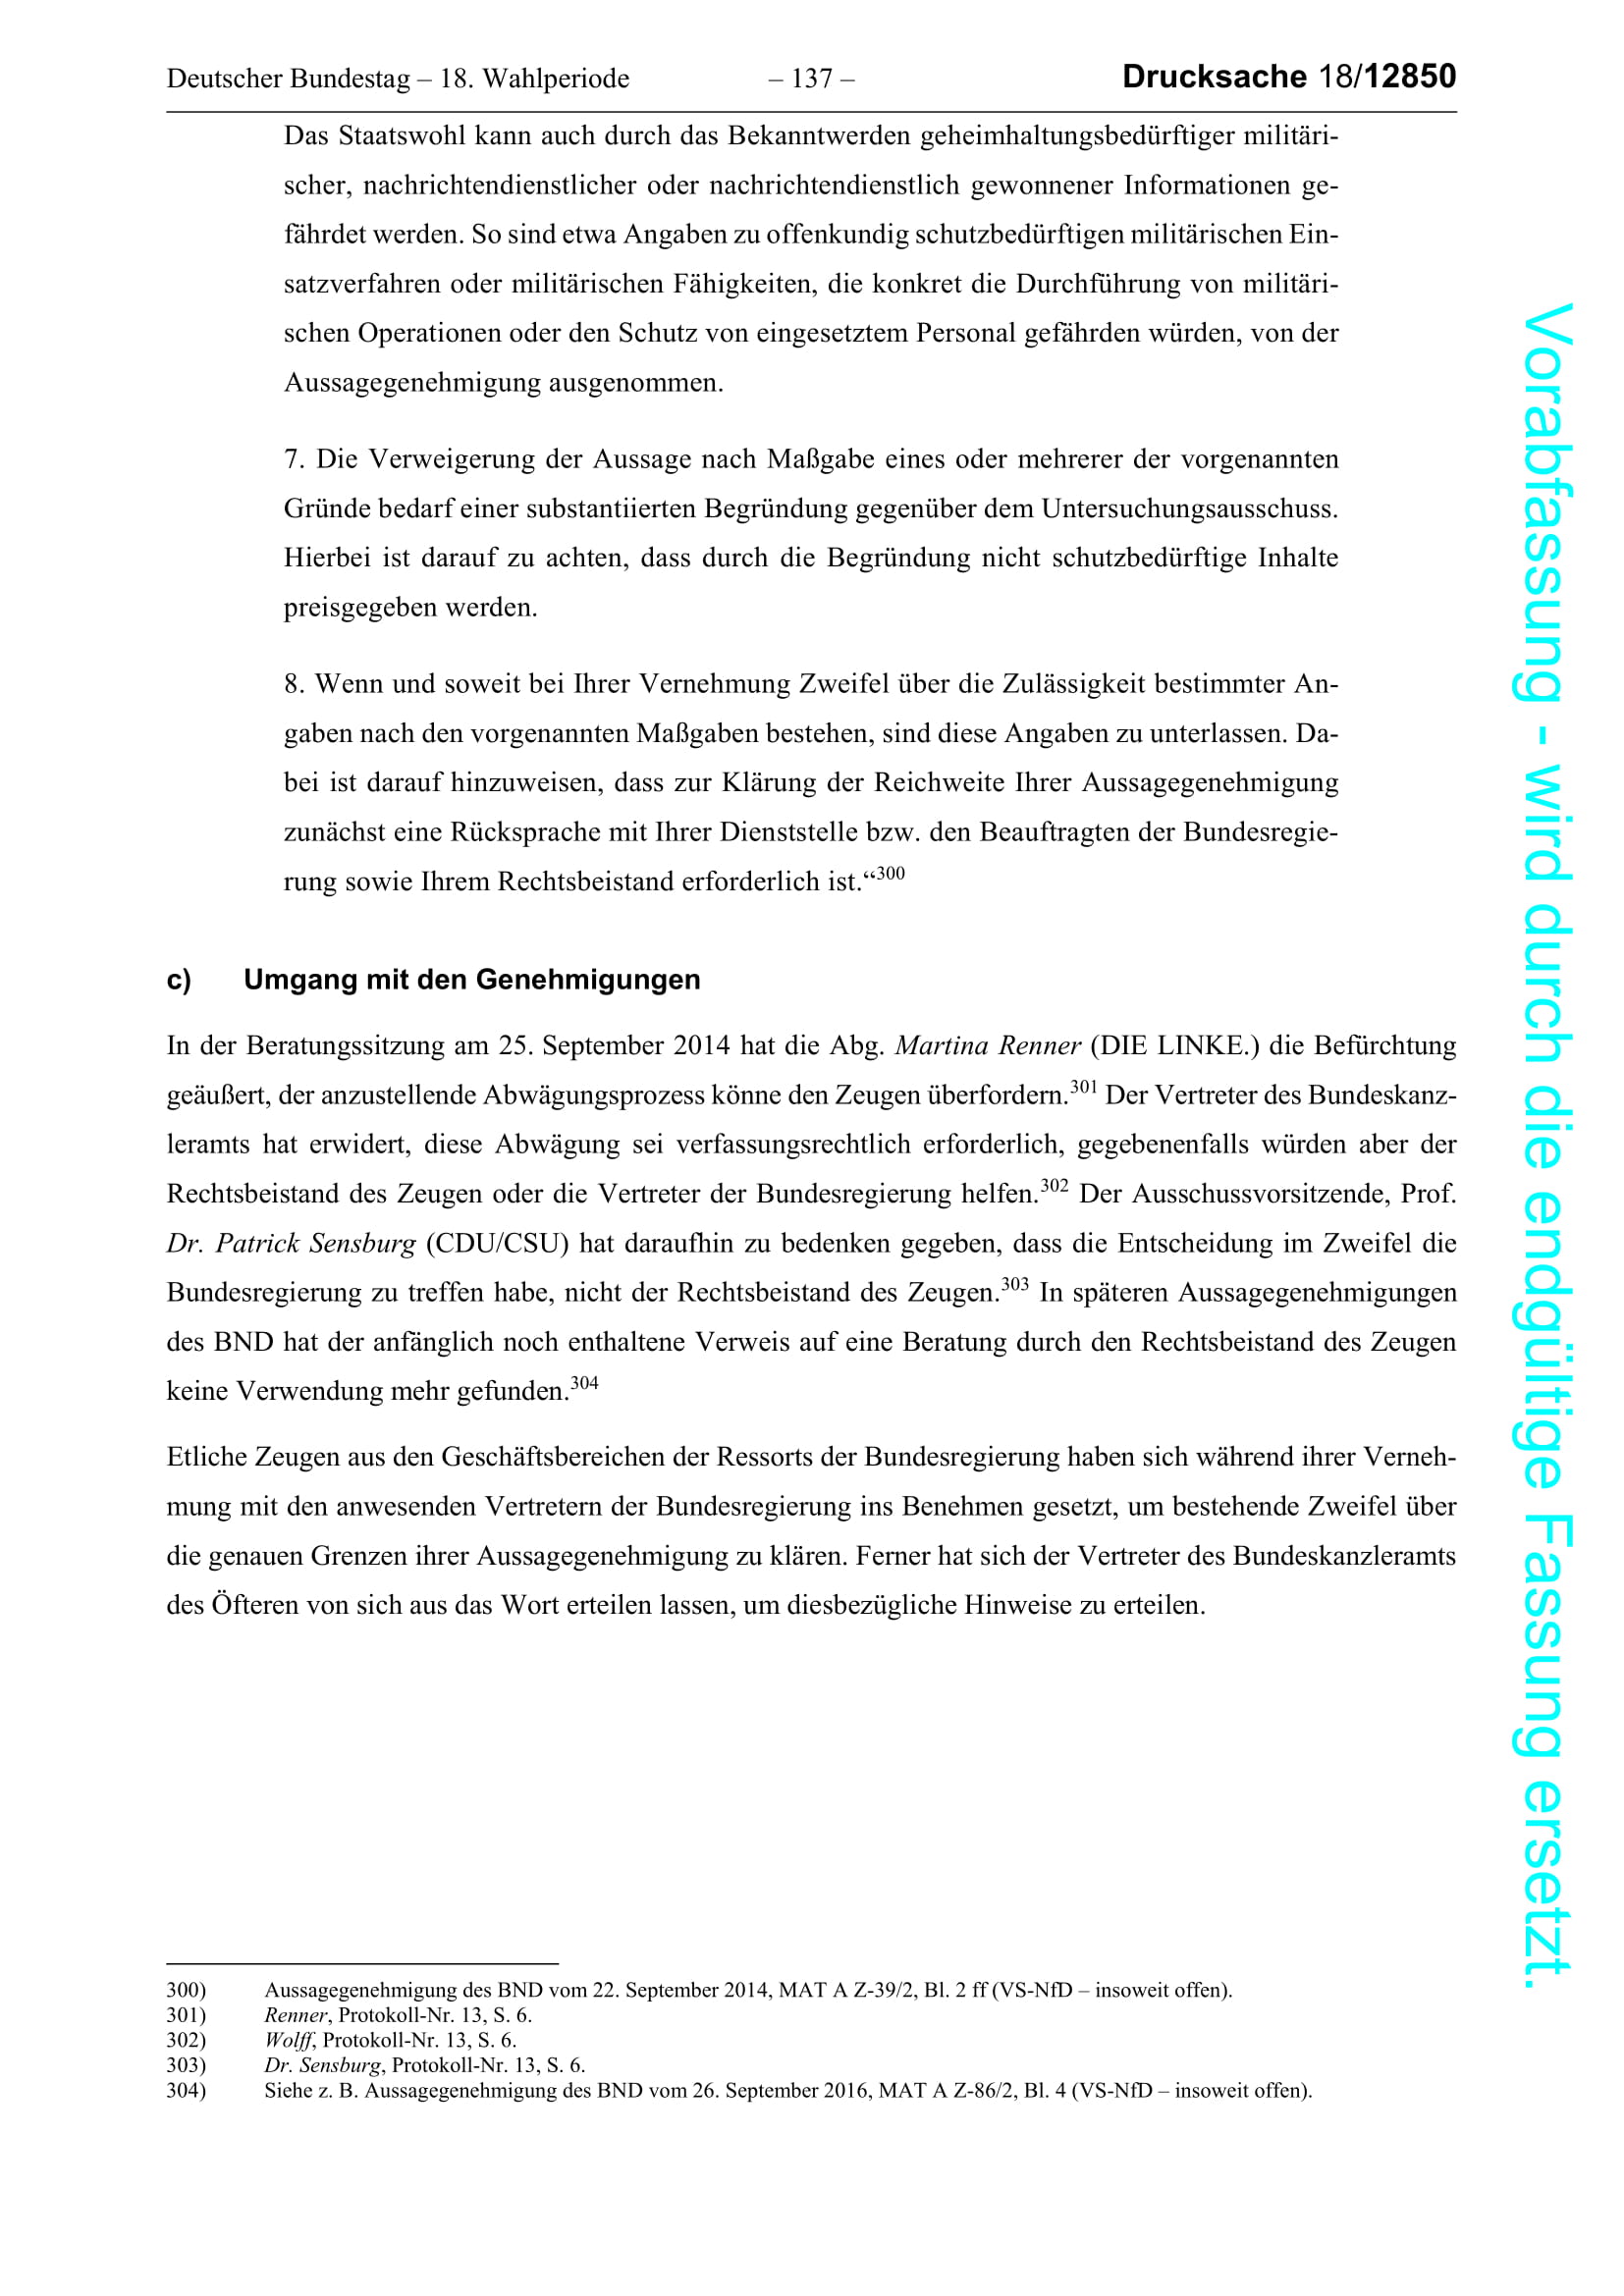 Deutscher Bundestag – 18. Wahlperiode – 137 – Drucksache 18/12850
Das Staatswohl kann auch durch das Bekanntwerden geheimhaltungsbedürftiger militäri-
scher, nachrichtendienstlicher oder nachrichtendienstlich gewonnener Informationen ge-
fährdet werden. So sind etwa Angaben zu offenkundig schutzbedürftigen militärischen Ein-
satzverfahren oder militärischen Fähigkeiten, die konkret die Durchführung von militäri-
schen Operationen oder den Schutz von eingesetztem Personal gefährden würden, von der
Aussagegenehmigung ausgenommen.
7. Die Verweigerung der Aussage nach Maßgabe eines oder mehrerer der vorgenannten
Gründe bedarf einer substantiierten Begründung gegenüber dem Untersuchungsausschuss.
Hierbei ist darauf zu achten, dass durch die Begründung nicht schutzbedürftige Inhalte
preisgegeben werden.
8. Wenn und soweit bei Ihrer Vernehmung Zweifel über die Zulässigkeit bestimmter An-
gaben nach den vorgenannten Maßgaben bestehen, sind diese Angaben zu unterlassen. Da-
bei ist darauf hinzuweisen, dass zur Klärung der Reichweite Ihrer Aussagegenehmigung
zunächst eine Rücksprache mit Ihrer Dienststelle bzw. den Beauftragten der Bundesregie-
rung sowie Ihrem Rechtsbeistand erforderlich ist.“300
c) Umgang mit den Genehmigungen
In der Beratungssitzung am 25. September 2014 hat die Abg. Martina Renner (DIE LINKE.) die Befürchtung
geäußert, der anzustellende Abwägungsprozess könne den Zeugen überfordern.301 Der Vertreter des Bundeskanz-
leramts hat erwidert, diese Abwägung sei verfassungsrechtlich erforderlich, gegebenenfalls würden aber der
Rechtsbeistand des Zeugen oder die Vertreter der Bundesregierung helfen.302 Der Ausschussvorsitzende, Prof.
Dr. Patrick Sensburg (CDU/CSU) hat daraufhin zu bedenken gegeben, dass die Entscheidung im Zweifel die
Bundesregierung zu treffen habe, nicht der Rechtsbeistand des Zeugen.303 In späteren Aussagegenehmigungen
des BND hat der anfänglich noch enthaltene Verweis auf eine Beratung durch den Rechtsbeistand des Zeugen
keine Verwendung mehr gefunden.304
Etliche Zeugen aus den Geschäftsbereichen der Ressorts der Bundesregierung haben sich während ihrer Verneh-
mung mit den anwesenden Vertretern der Bundesregierung ins Benehmen gesetzt, um bestehende Zweifel über
die genauen Grenzen ihrer Aussagegenehmigung zu klären. Ferner hat sich der Vertreter des Bundeskanzleramts
des Öfteren von sich aus das Wort erteilen lassen, um diesbezügliche Hinweise zu erteilen.
300) Aussagegenehmigung des BND vom 22. September 2014, MAT A Z-39/2, Bl. 2 ff (VS-NfD – insoweit offen).
301) Renner, Protokoll-Nr. 13, S. 6.
302) Wolff, Protokoll-Nr. 13, S. 6.
303) Dr. Sensburg, Protokoll-Nr. 13, S. 6.
304) Siehe z. B. Aussagegenehmigung des BND vom 26. September 2016, MAT A Z-86/2, Bl. 4 (VS-NfD – insoweit offen).
Vorabfassung - wird durch die endgültige Fassung ersetzt.